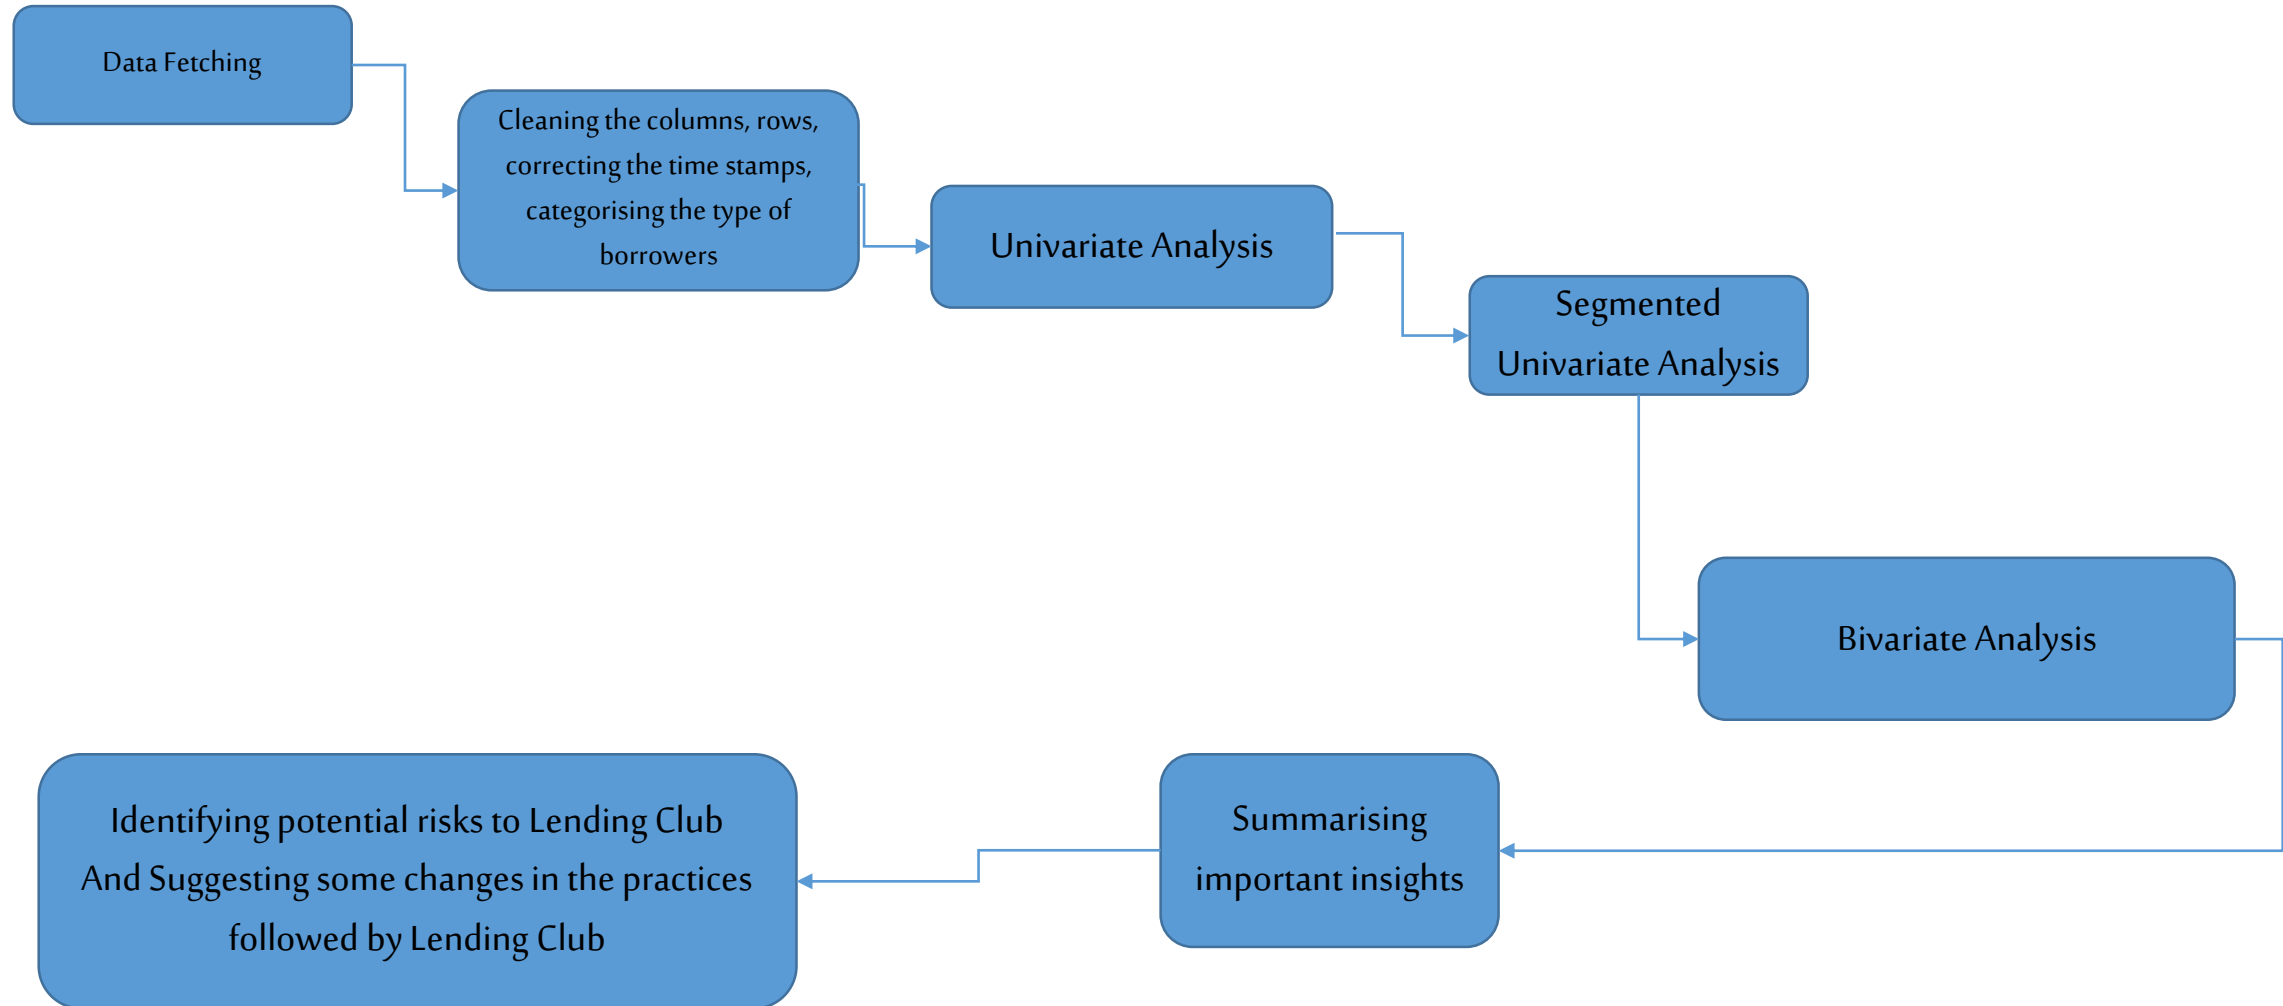 Data Fetching
Cleaning the columns, rows,
correcting the time stamps,
categorising the type of
borrowers
Univariate Analysis
Segmented
Univariate Analysis
Bivariate Analysis
Summarising
important insights
Identifying potential risks to Lending Club
And Suggesting some changes in the practices
followed by Lending Club